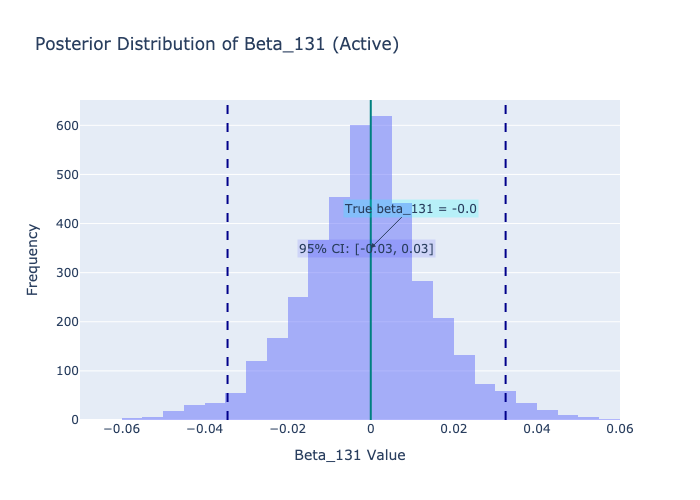 Posterior Distribution of Beta_131 (Active)
Frequency
600
500
400
300
200
100
0
True beta_131 = -0.0
95% CI: [-0.03, 0.03]
−0.06
−0.04
−0.02
0
0.02
0.04
0.06
Beta_131 Value